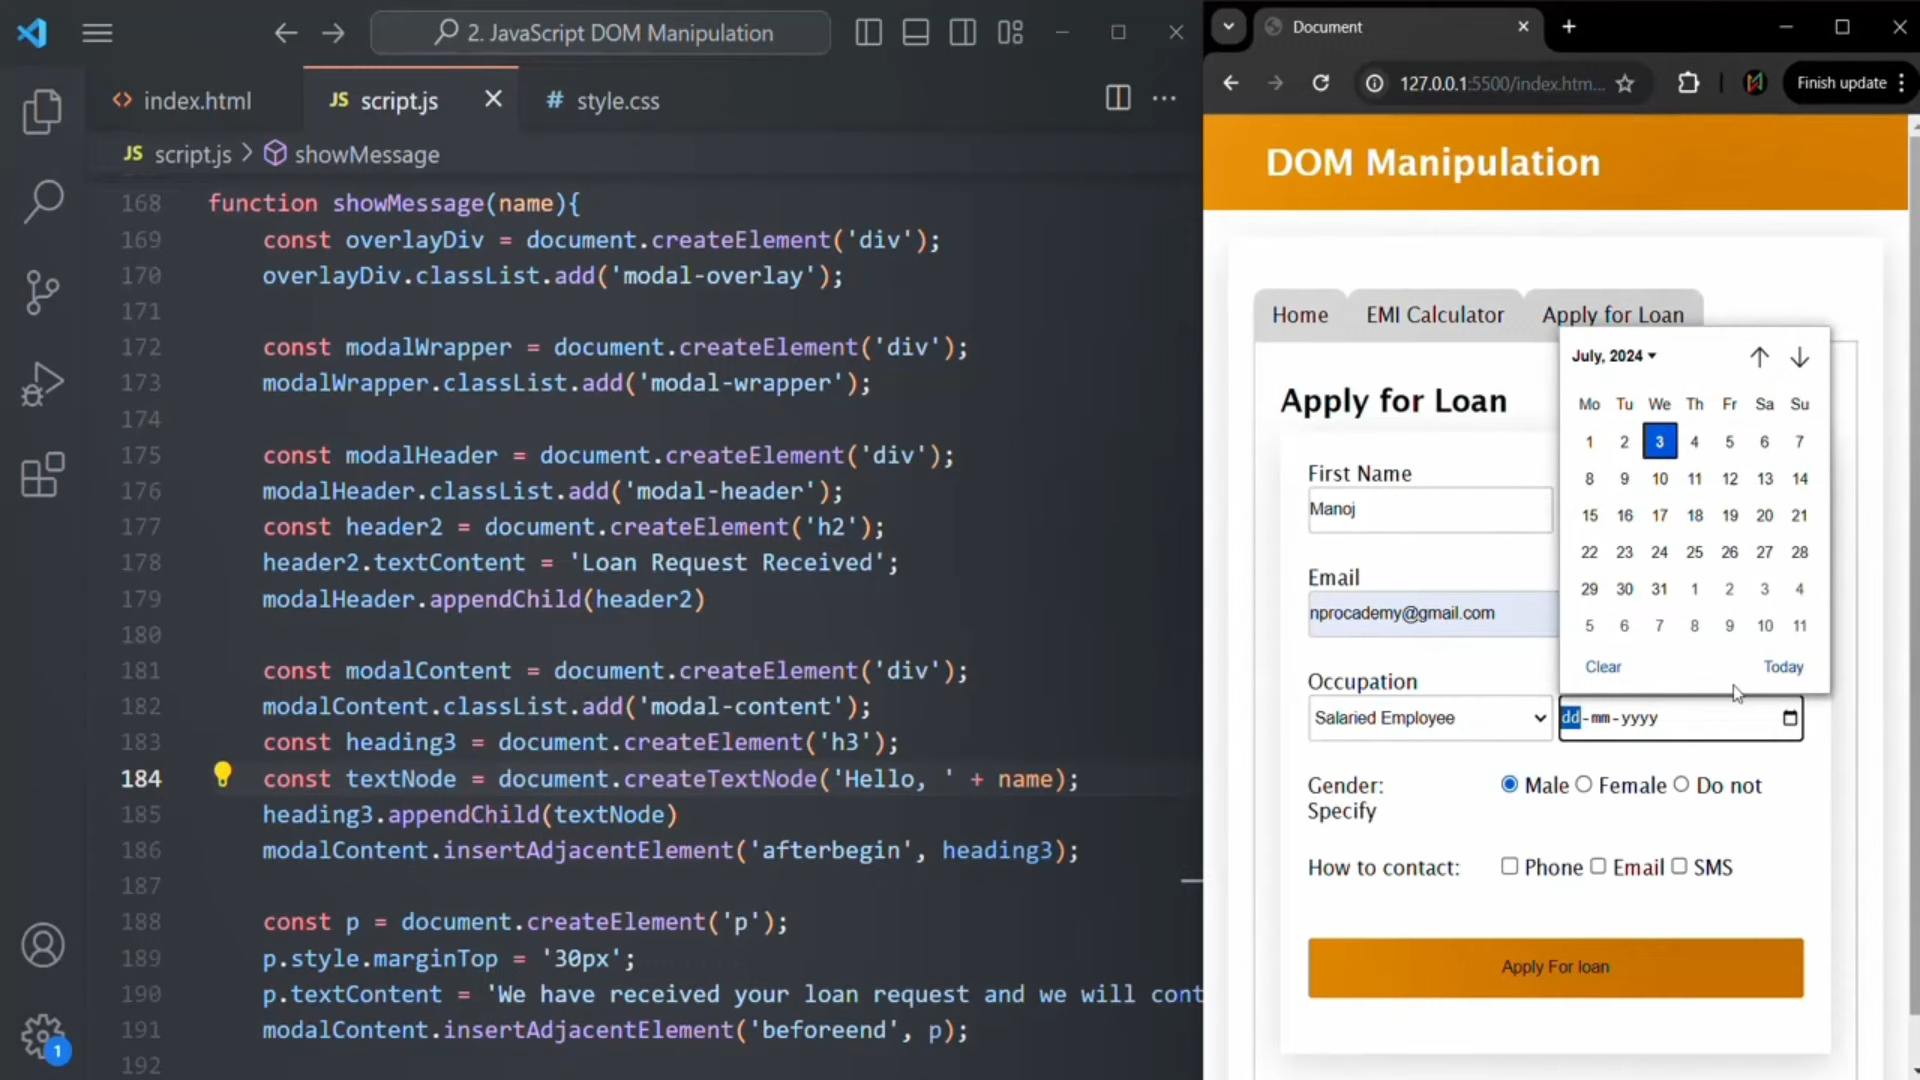 2. JavaScript DOM Manipulation
index.html
JS script.js
# style.css
JS script.js > showMessage
168 function showMessage(name){
169 const overlayDiv = document.createElement('div');
170 overlayDiv.classList.add('modal-overlay');
171
172 const modalWrapper = document.createElement('div');
173 modalWrapper.classList.add('modal-wrapper');
174
175 const modalHeader = document.createElement('div');
176 modalHeader.classList.add('modal-header');
177 const header2 = document.createElement('h2');
178 header2.textContent = 'Loan Request Received';
179 modalHeader.appendChild(header2)
180
181 const modalContent = document.createElement('div');
182 modalContent.classList.add('modal-content');
183 const heading3 = document.createElement('h3');
184 const textNode = document.createTextNode('Hello, ' + name);
185 heading3.appendChild(textNode)
186 modalContent.insertAdjacentElement('afterbegin', heading3);
187
188 const p = document.createElement('p');
189 p.style.marginTop = '30px';
190 p.textContent = 'We have received your loan request and we will cont
191 modalContent.insertAdjacentElement('beforeend', p);
192
1
Document
127.0.0.1:5500/index.htm...
Finish update
DOM Manipulation
Home EMI Calculator Apply for Loan
Apply for Loan
First Name
Manoj
Email
nprocademy@gmail.com
Occupation
Salaried Employee
July, 2024
Mo Tu We Th Fr Sa Su
1 2 3 4 5 6 7
8 9 10 11 12 13 14
15 16 17 18 19 20 21
22 23 24 25 26 27 28
29 30 31 1 2 3 4
5 6 7 8 9 10 11
Clear Today
dd-mm-yyyy
Gender: Male Female Do not
Specify
How to contact: Phone Email SMS
Apply For loan